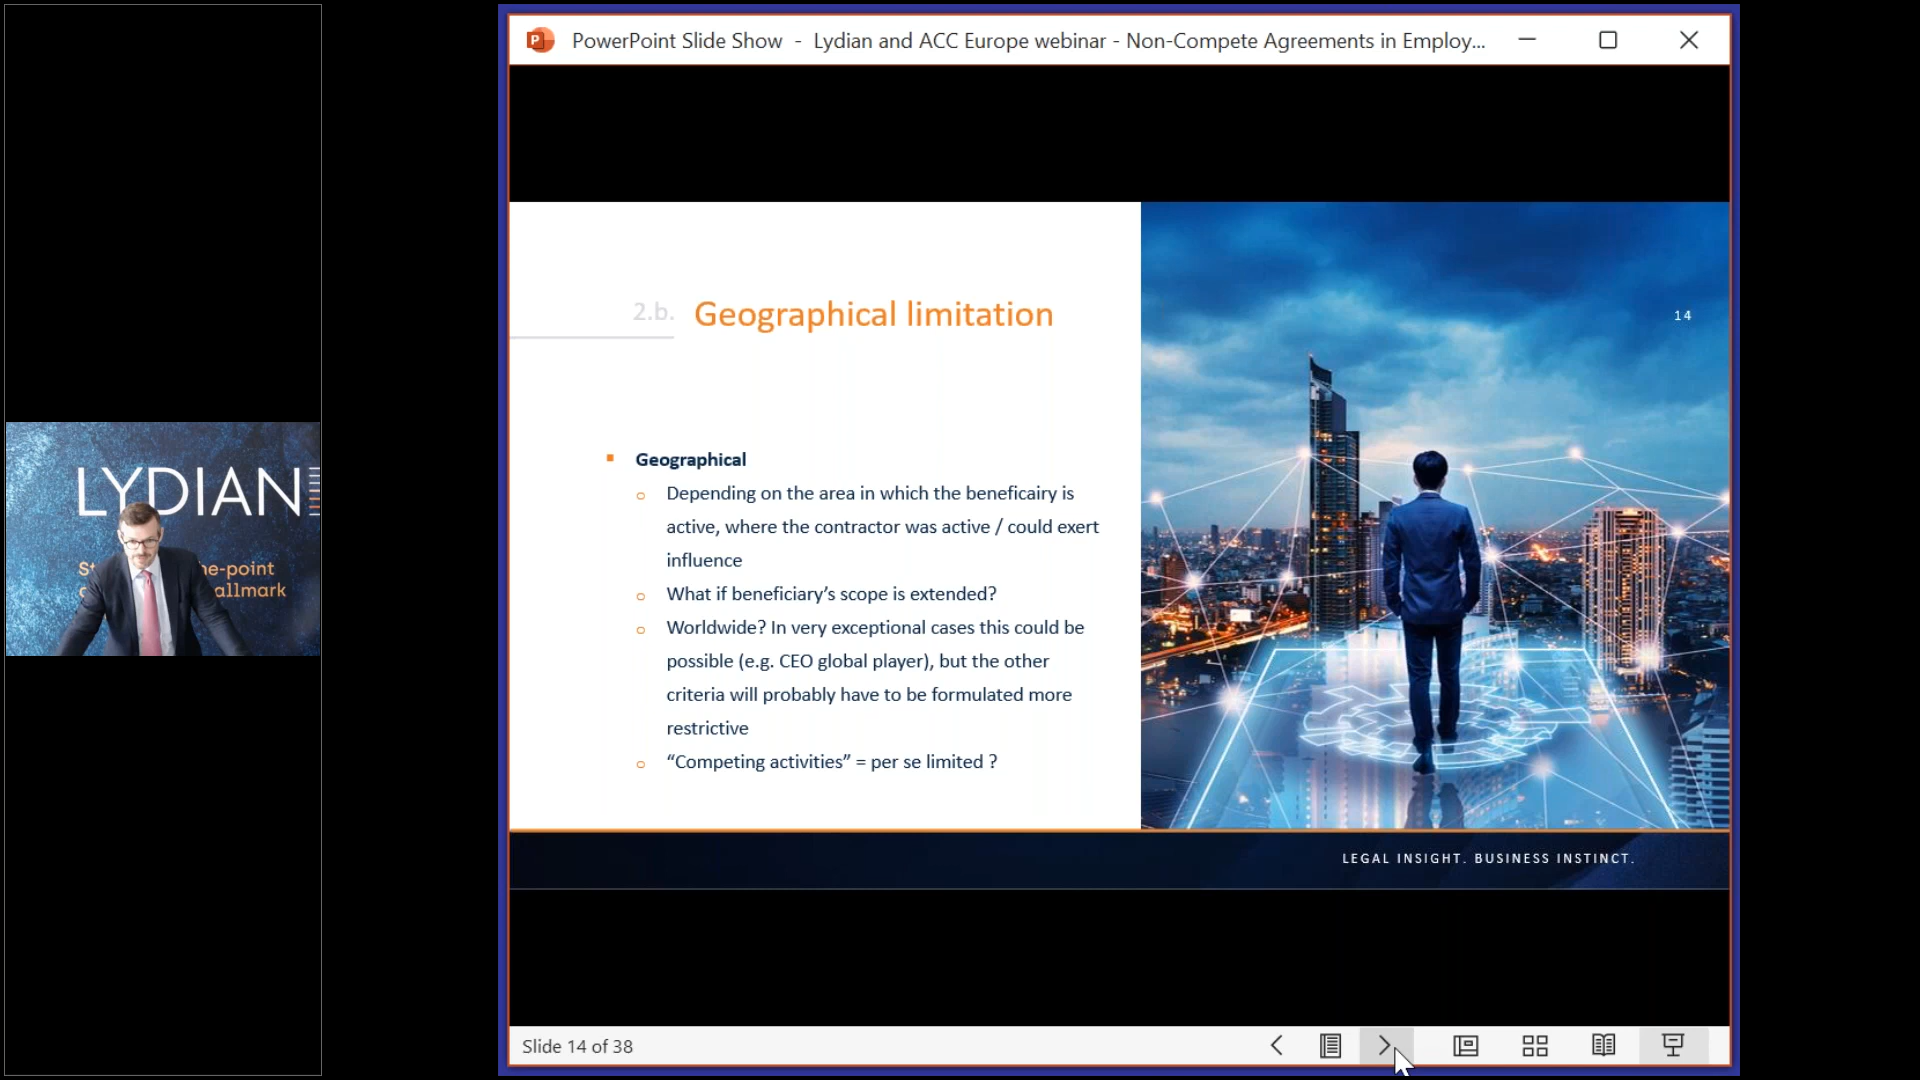 PowerPoint Slide Show - Lydian and ACC Europe webinar - Non-Compete Agreements in Employ...
LYDIAN
he-point
allmark
2.b. Geographical limitation
14
Geographical
Depending on the area in which the beneficairy is
active, where the contractor was active / could exert
influence
What if beneficiary’s scope is extended?
Worldwide? In very exceptional cases this could be
possible (e.g. CEO global player), but the other
criteria will probably have to be formulated more
restrictive
“Competing activities” = per se limited ?
LEGAL INSIGHT. BUSINESS INSTINCT.
Slide 14 of 38